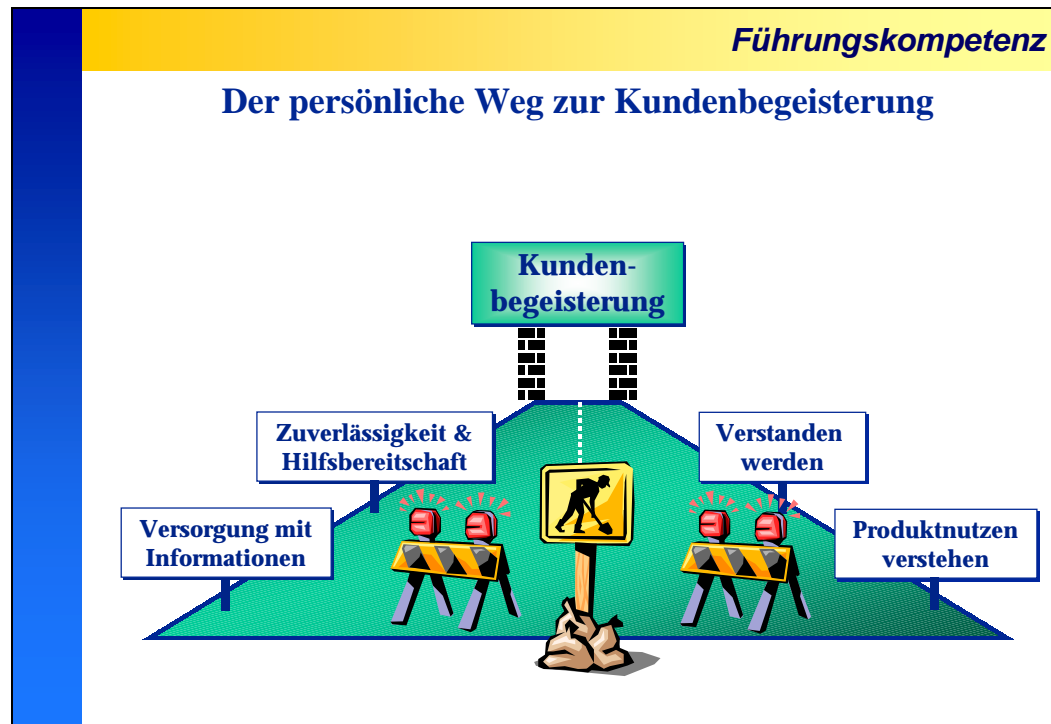 Führungskompetenz
Der persönliche Weg zur Kundenbegeisterung
Kunden-
begeisterung
Zuverlässigkeit &
Hilfsbereitschaft
Verstanden
werden
Versorgung mit
Informationen
Produktnutzen
verstehen